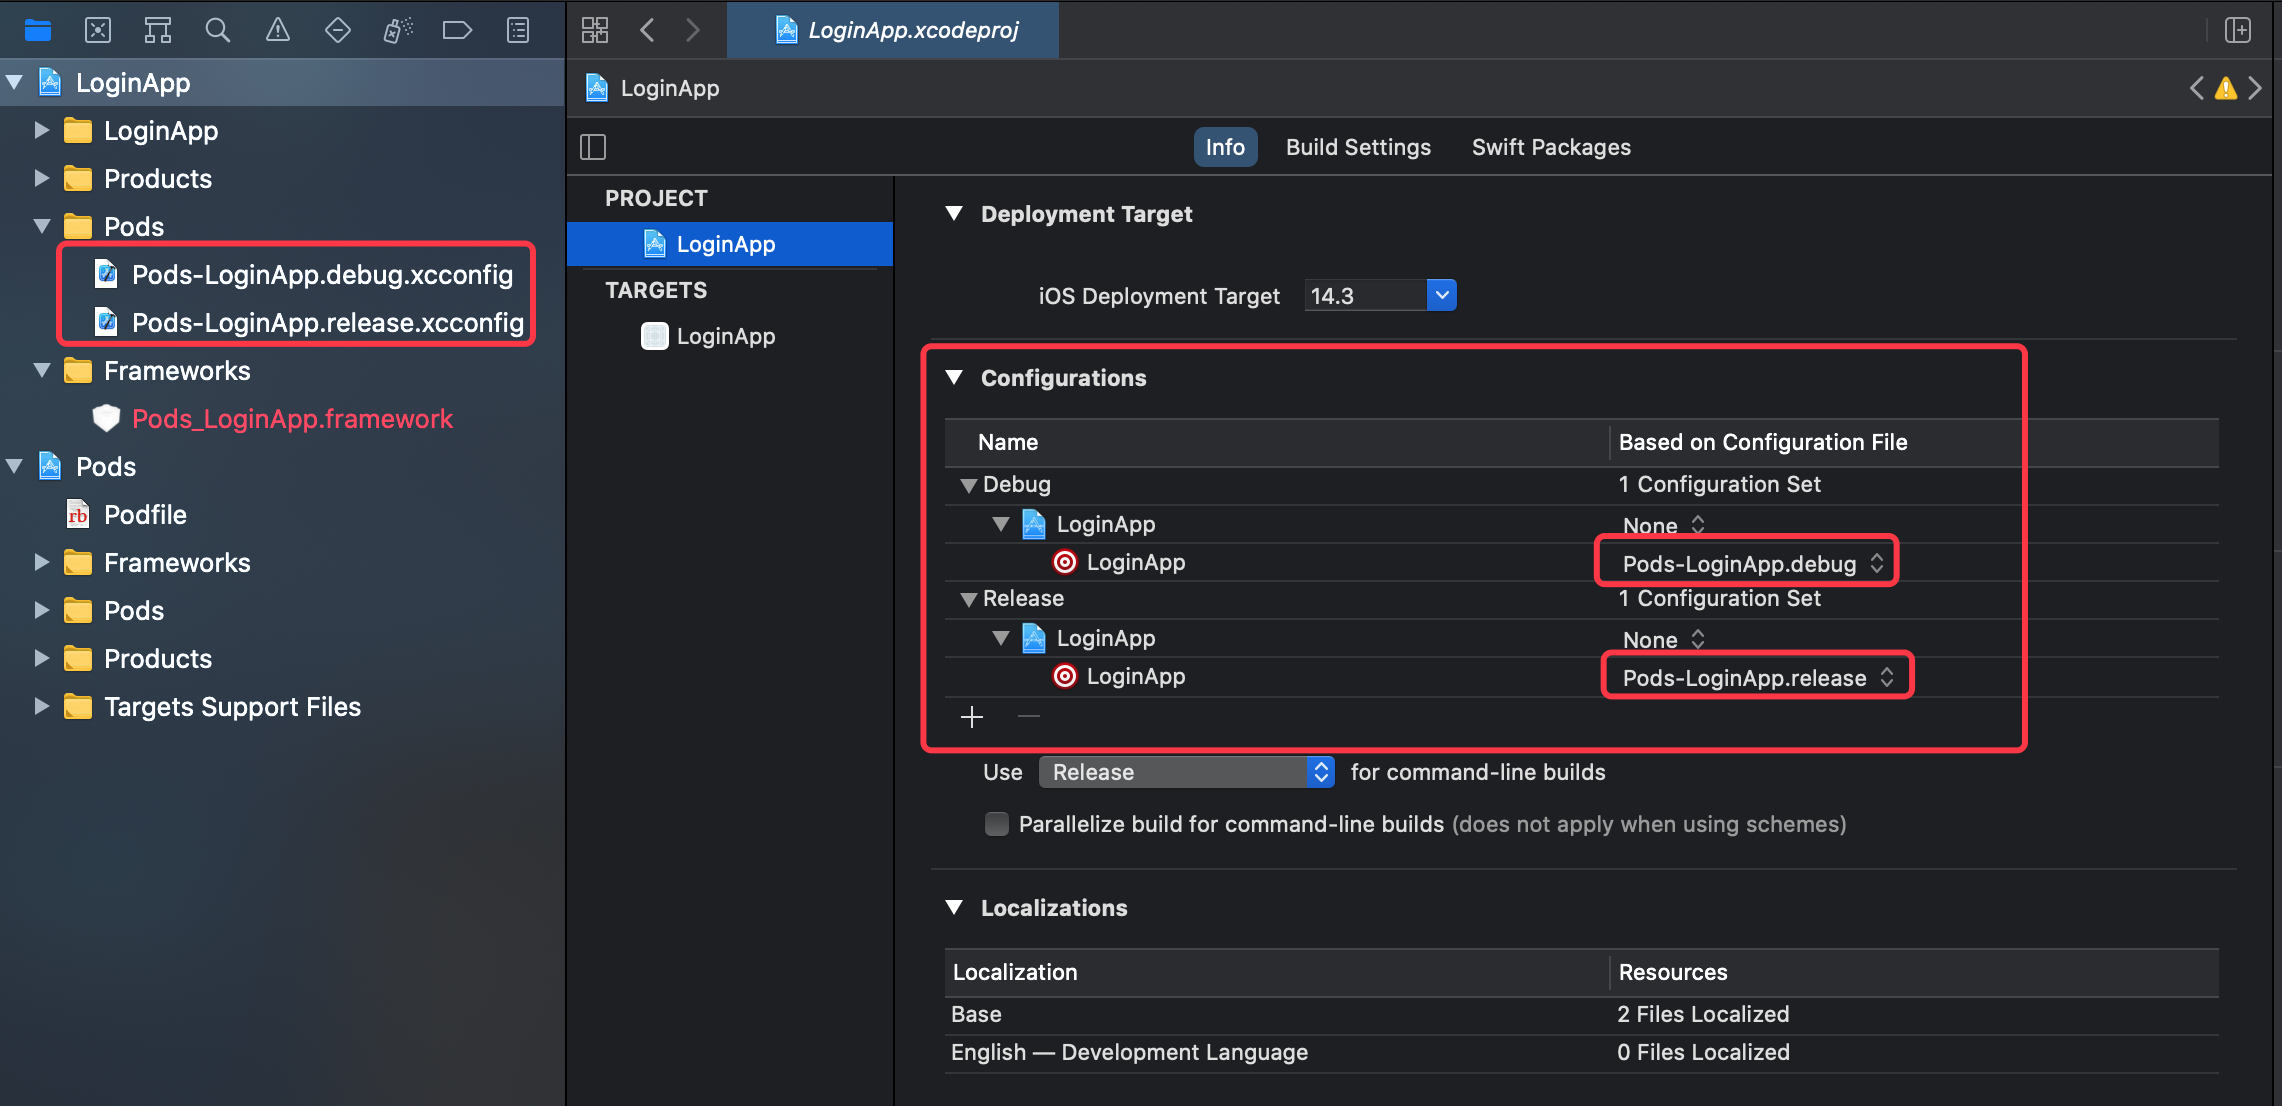 LoginApp
LoginApp
Products
Pods
Pods-LoginApp.debug.xcconfig
Pods-LoginApp.release.xcconfig
Frameworks
Pods_LoginApp.framework
Pods
rb Podfile
Frameworks
Pods
Products
Targets Support Files
LoginApp.xcodeproj
LoginApp
Info Build Settings Swift Packages
PROJECT
LoginApp
TARGETS
LoginApp
Deployment Target
iOS Deployment Target 14.3
Configurations
Name Based on Configuration File
Debug 1 Configuration Set
LoginApp None
LoginApp Pods-LoginApp.debug
Release 1 Configuration Set
LoginApp None
LoginApp Pods-LoginApp.release
Use Release for command-line builds
Parallelize build for command-line builds (does not apply when using schemes)
Localizations
Localization Resources
Base 2 Files Localized
English — Development Language 0 Files Localized